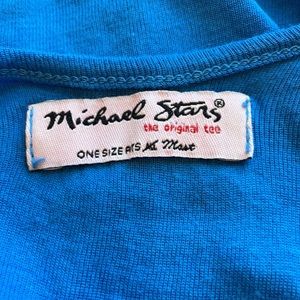 Michael Stars®
the original tee
ONE SIZE FITS Most